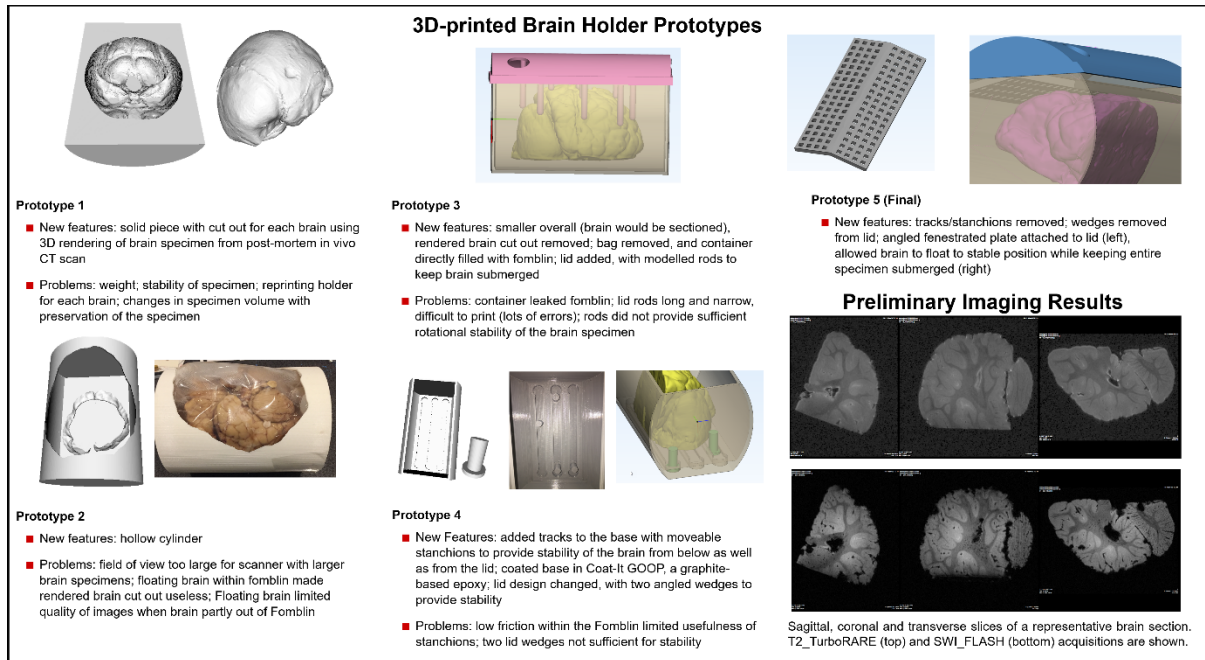 3D-printed Brain Holder Prototypes
Prototype 1
New features: solid piece with cut out for each brain using
3D rendering of brain specimen from post-mortem in vivo
CT scan
Problems: weight; stability of specimen; reprinting holder
for each brain; changes in specimen volume with
preservation of the specimen
Prototype 2
New features: hollow cylinder
Problems: field of view too large for scanner with larger
brain specimens; floating brain within fomblin made
rendered brain cut out useless; Floating brain limited
quality of images when brain partly out of Fomblin
Prototype 3
New features: smaller overall (brain would be sectioned),
rendered brain cut out removed; bag removed, and container
directly filled with fomblin; lid added, with modelled rods to
keep brain submerged
Problems: container leaked fomblin; lid rods long and narrow,
difficult to print (lots of errors); rods did not provide sufficient
rotational stability of the brain specimen
Prototype 4
New Features: added tracks to the base with moveable
stanchions to provide stability of the brain from below as well
as from the lid; coated base in Coat-It GOOP, a graphite-
based epoxy; lid design changed, with two angled wedges to
provide stability
Problems: low friction within the Fomblin limited usefulness of
stanchions; two lid wedges not sufficient for stability
Prototype 5 (Final)
New features: tracks/stanchions removed; wedges removed
from lid; angled fenestrated plate attached to lid (left),
allowed brain to float to stable position while keeping entire
specimen submerged (right)
Preliminary Imaging Results
Sagittal, coronal and transverse slices of a representative brain section.
T2_TurboRARE (top) and SWI_FLASH (bottom) acquisitions are shown.